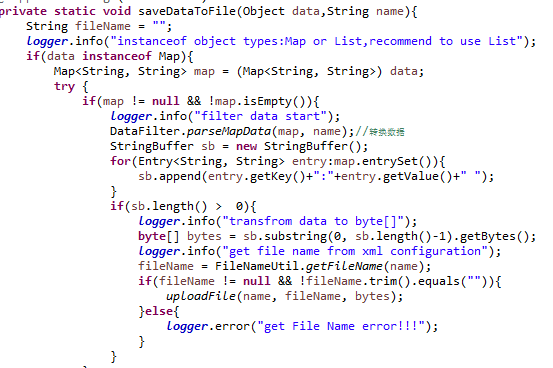 private static void saveDataToFile(Object data,String name){
String fileName = "";
logger.info("instanceof object types:Map or List,recommend to use List");
if(data instanceof Map){
Map<String, String> map = (Map<String, String>) data;
try {
if(map != null && !map.isEmpty()){
logger.info("filter data start");
DataFilter.parseMapData(map, name);//转换数据
StringBuffer sb = new StringBuffer();
for(Entry<String, String> entry:map.entrySet()){
sb.append(entry.getKey()+":"+entry.getValue()+" ");
}
if(sb.length() >  0){
logger.info("transfrom data to byte[]");
byte[] bytes = sb.substring(0, sb.length()-1).getBytes();
logger.info("get file name from xml configuration");
fileName = FileNameUtil.getFileName(name);
if(fileName != null && !fileName.trim().equals("")){
uploadFile(name, fileName, bytes);
}else{
logger.error("get File Name error!!!");
}
}